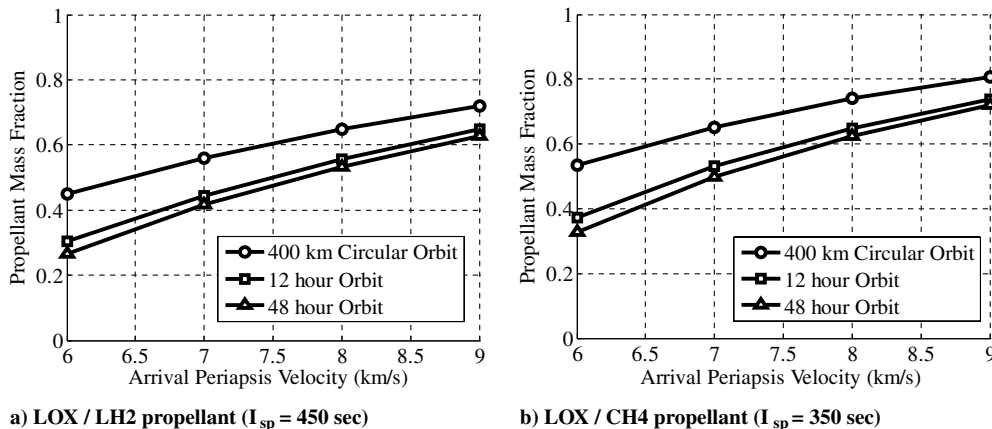 Propellant Mass Fraction
1
0.8
0.6
0.4
0.2
0
400 km Circular Orbit
12 hour Orbit
48 hour Orbit
6 6.5 7 7.5 8 8.5 9
Arrival Periapsis Velocity (km/s)
a) LOX / LH2 propellant (I sp = 450 sec)
Propellant Mass Fraction
1
0.8
0.6
0.4
0.2
0
400 km Circular Orbit
12 hour Orbit
48 hour Orbit
6 6.5 7 7.5 8 8.5 9
Arrival Periapsis Velocity (km/s)
b) LOX / CH4 propellant (I sp = 350 sec)